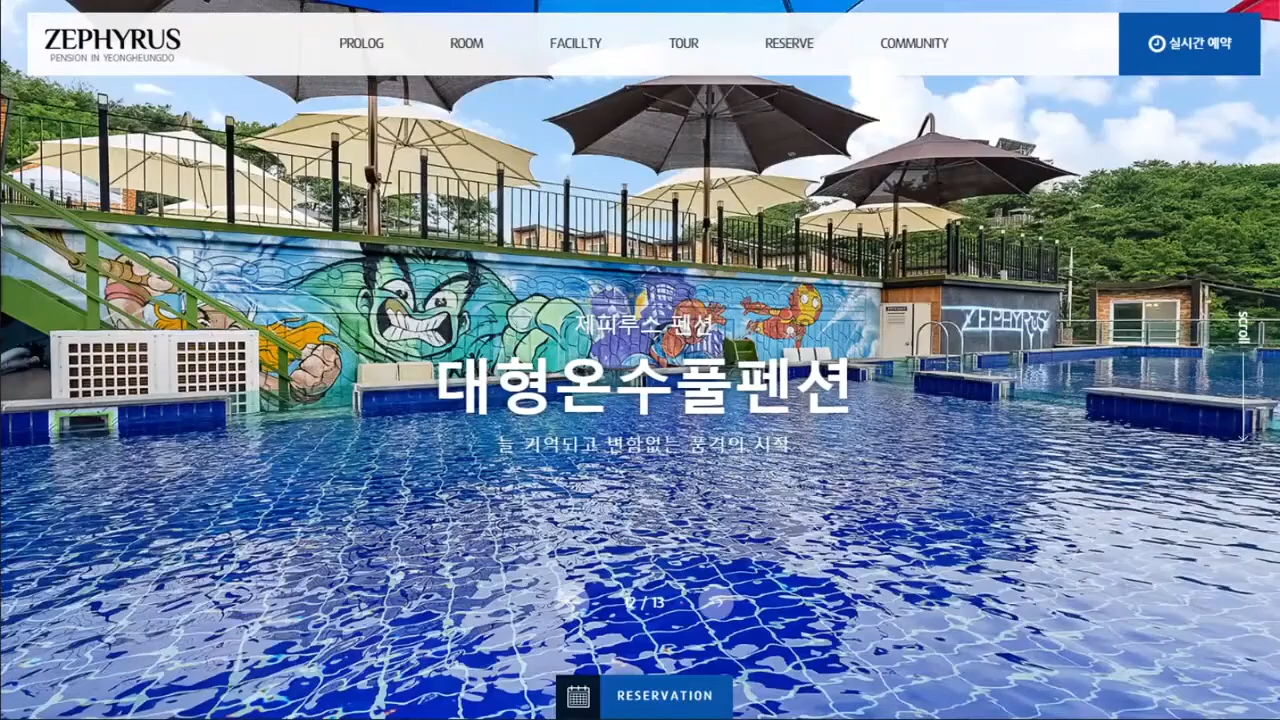 ZEPHYRUS
PENSION IN YEONGHEUNGDO
PROLOG
ROOM
FACILLTY
TOUR
RESERVE
COMMUNITY
실시간 예약
ZEPHYRUS
scroll
제피루스 펜션
대형온수풀펜션
늘 기억되고 변함없는 품격의 시작
2 / 13
RESERVATION